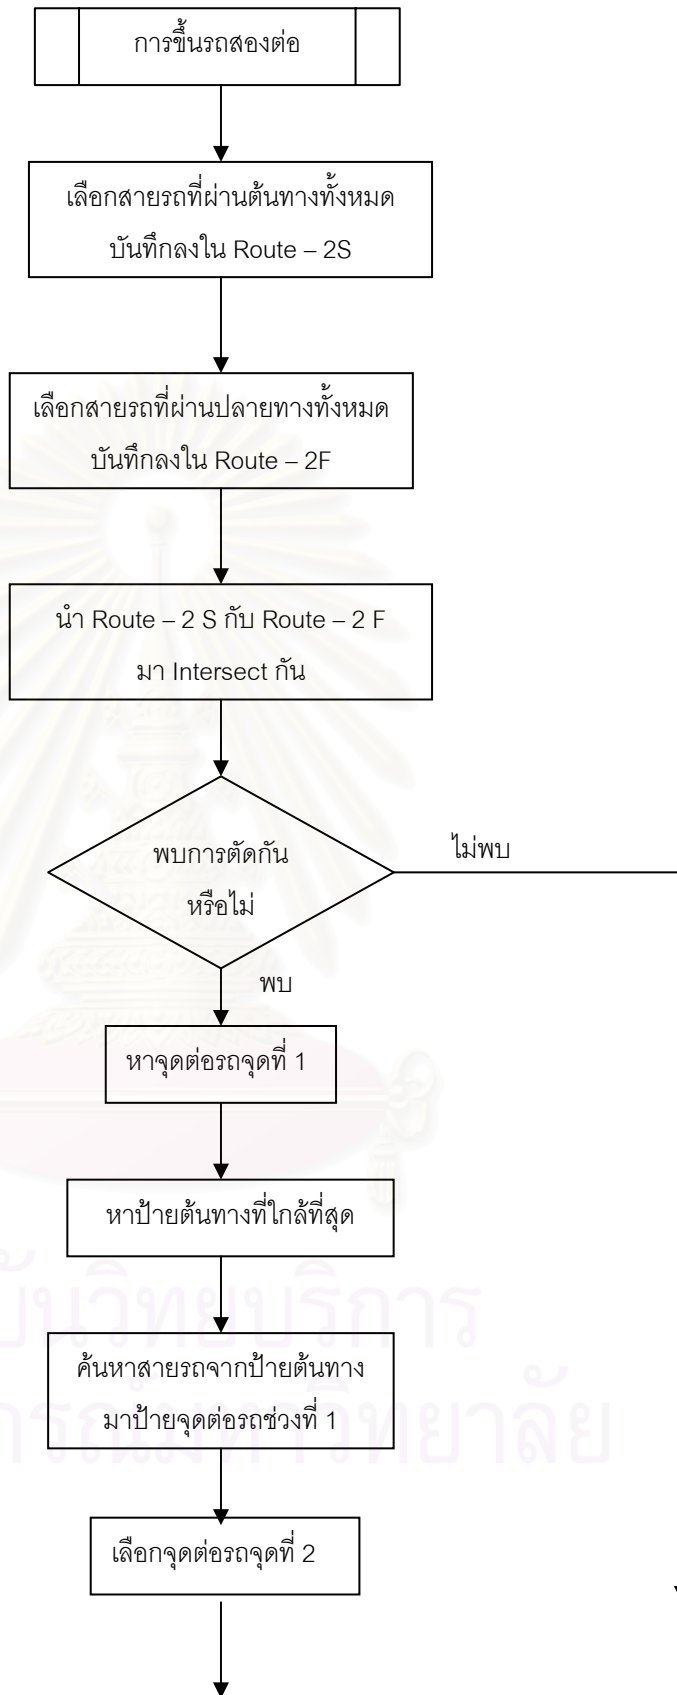 การขึ้นรถสองต่อ
เลือกสายรถที่ผ่านต้นทางทั้งหมด
บันทึกลงใน Route – 2S
เลือกสายรถที่ผ่านปลายทางทั้งหมด
บันทึกลงใน Route – 2F
นำ Route – 2 S กับ Route – 2 F
มา Intersect กัน
พบการตัดกัน
หรือไม่
ไม่พบ
พบ
หาจุดต่อรถจุดที่ 1
หาป้ายต้นทางที่ใกล้ที่สุด
ค้นหาสายรถจากป้ายต้นทาง
มาป้ายจุดต่อรถช่วงที่ 1
เลือกจุดต่อรถจุดที่ 2